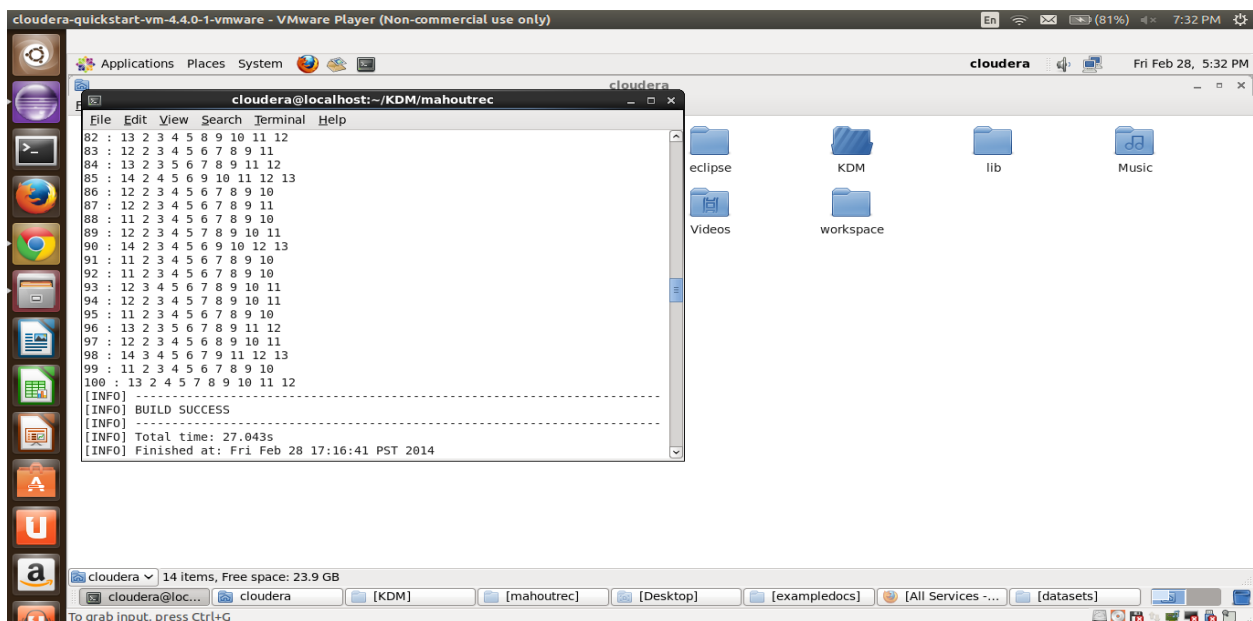 cloudera-quickstart-vm-4.4.0-1-vmware - VMware Player (Non-commercial use only)
En (81%) 7:32 PM
Applications Places System cloudera Fri Feb 28, 5:32 PM
cloudera
cloudera@localhost:~/KDM/mahoutrec
File Edit View Search Terminal Help
82 : 13 2 3 4 5 8 9 10 11 12
83 : 12 2 3 4 5 6 7 8 9 11
84 : 13 2 3 5 6 7 8 9 11 12
85 : 14 2 4 5 6 9 10 11 12 13
86 : 12 2 3 4 5 6 7 8 9 10
87 : 12 2 3 4 5 6 7 8 9 11
88 : 11 2 3 4 5 6 7 8 9 10
89 : 12 2 3 4 5 6 7 8 9 10 11
90 : 14 2 3 4 5 6 9 10 12 13
91 : 11 2 3 4 5 6 7 8 9 10
92 : 11 2 3 4 5 6 7 8 9 10
93 : 12 3 4 5 6 7 8 9 10 11
94 : 12 2 3 4 5 7 8 9 10 11
95 : 11 2 3 4 5 6 7 8 9 10
96 : 13 2 3 5 6 7 8 9 11 12
97 : 12 2 3 4 5 6 8 9 10 11
98 : 14 3 4 5 6 7 9 11 12 13
99 : 11 2 3 4 5 6 7 8 9 10
100 : 13 2 4 5 7 8 9 10 11 12
[INFO] ------------------------------------------------------------------------
[INFO] BUILD SUCCESS
[INFO] ------------------------------------------------------------------------
[INFO] Total time: 27.043s
[INFO] Finished at: Fri Feb 28 17:16:41 PST 2014
eclipse KDM lib Music
Videos workspace
cloudera 14 items, Free space: 23.9 GB
cloudera@loc... cloudera [KDM] [mahoutrec] [Desktop] [exampledocs] [All Services -... [datasets]
To grab input, press Ctrl+G